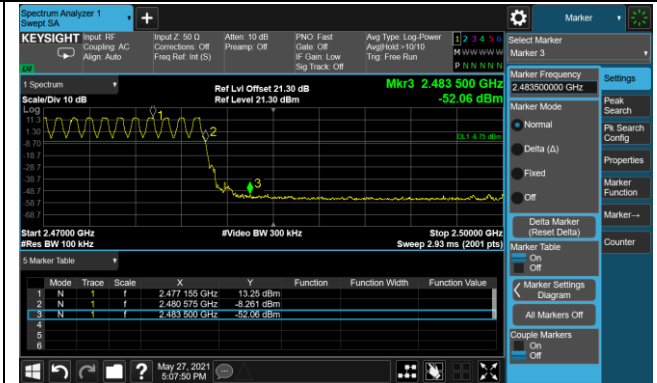 Spectrum Analyzer 1
Swept SA
+
Marker
KEYSIGHT
Input: RF
Coupling: AC
Align: Auto
Input Z: 50 Ω
Corrections: Off
Freq Ref: Int (S)
Atten: 10 dB
Preamp: Off
PNO: Fast
Gate: Off
IF Gain: Low
Sig Track: Off
Avg Type: Log-Power
Avg|Hold:>10/10
Trig: Free Run
1 2 3 4 5 6
M W W W W W
P N N N N N
Select Marker
Marker 3
1 Spectrum
Scale/Div 10 dB
Log
Ref Lvl Offset 21.30 dB
Ref Level 21.30 dBm
Mkr3 2.483 500 GHz
-52.06 dBm
11.3
1.30
-8.70
-18.7
-28.7
-38.7
-48.7
-58.7
-68.7
1
2
3
DL1 -6.75 dBm
Start 2.47000 GHz
#Res BW 100 kHz
#Video BW 300 kHz
Stop 2.50000 GHz
Sweep 2.93 ms (2001 pts)
5 Marker Table
Mode Trace Scale X Y Function Function Width Function Value
1 N 1 f 2.477 155 GHz 13.25 dBm
2 N 1 f 2.480 575 GHz -8.261 dBm
3 N 1 f 2.483 500 GHz -52.06 dBm
4
5
6
Marker Frequency
2.483500000 GHz
Marker Mode
Normal
Delta (Δ)
Fixed
Off
Delta Marker
(Reset Delta)
Marker Table
On
Off
Marker Settings
Diagram
All Markers Off
Couple Markers
On
Off
Settings
Peak
Search
Pk Search
Config
Properties
Marker
Function
Marker→
Counter
?
May 27, 2021
5:07:50 PM